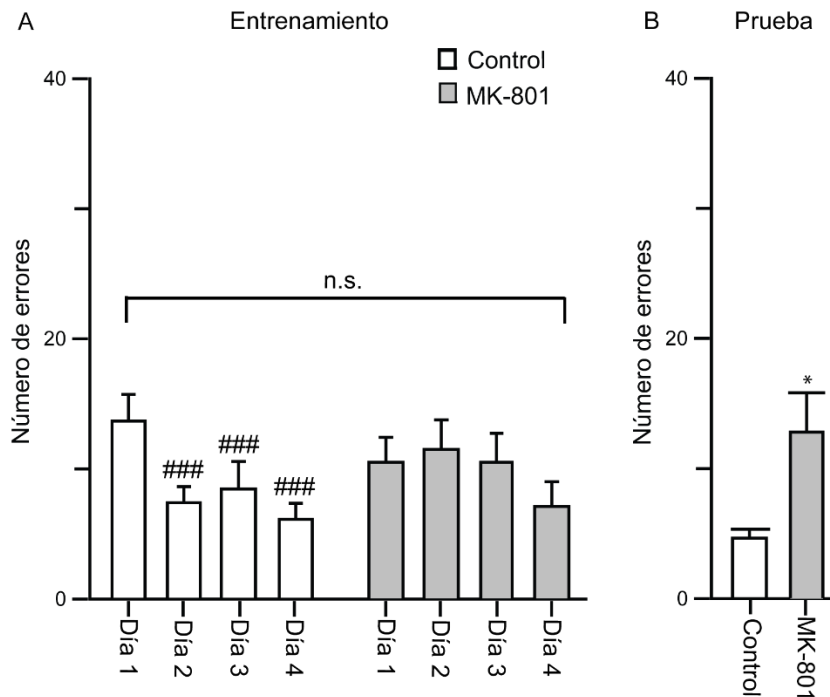 A
Entrenamiento
Control
MK-801
Número de errores
40
20
0
n.s.
###
###
###
Día 1
Día 2
Día 3
Día 4
Día 1
Día 2
Día 3
Día 4
B
Prueba
Número de errores
40
20
0
*
Control
MK-801